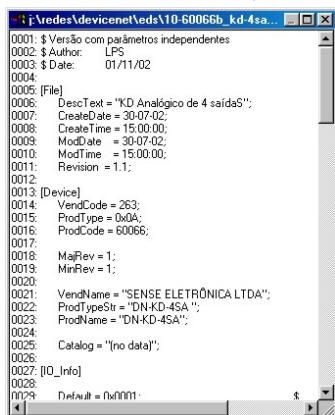 j:\redes\devicenet\eds\10-60066b_kd-4sa...
0001: $ Versão com parâmetros independentes
0002: $ Author: LPS
0003: $ Date: 01/11/02
0004:
0005: [File]
0006: DescText = "KD Analógico de 4 saídaS";
0007: CreateDate = 30-07-02;
0008: CreateTime = 15:00:00;
0009: ModDate = 30-07-02;
0010: ModTime = 15:00:00;
0011: Revision = 1.1;
0012:
0013: [Device]
0014: VendCode = 263;
0015: ProdType = 0x0A;
0016: ProdCode = 60066;
0017:
0018: MajRev = 1;
0019: MinRev = 1;
0020:
0021: VendName = "SENSE ELETRÔNICA LTDA";
0022: ProdTypeStr = "DN-KD-4SA ";
0023: ProdName = "DN-KD-4SA";
0024:
0025: Catalog = "(no data)";
0026:
0027: [IO_Info]
0028:
0029: Default = 0x0001; $